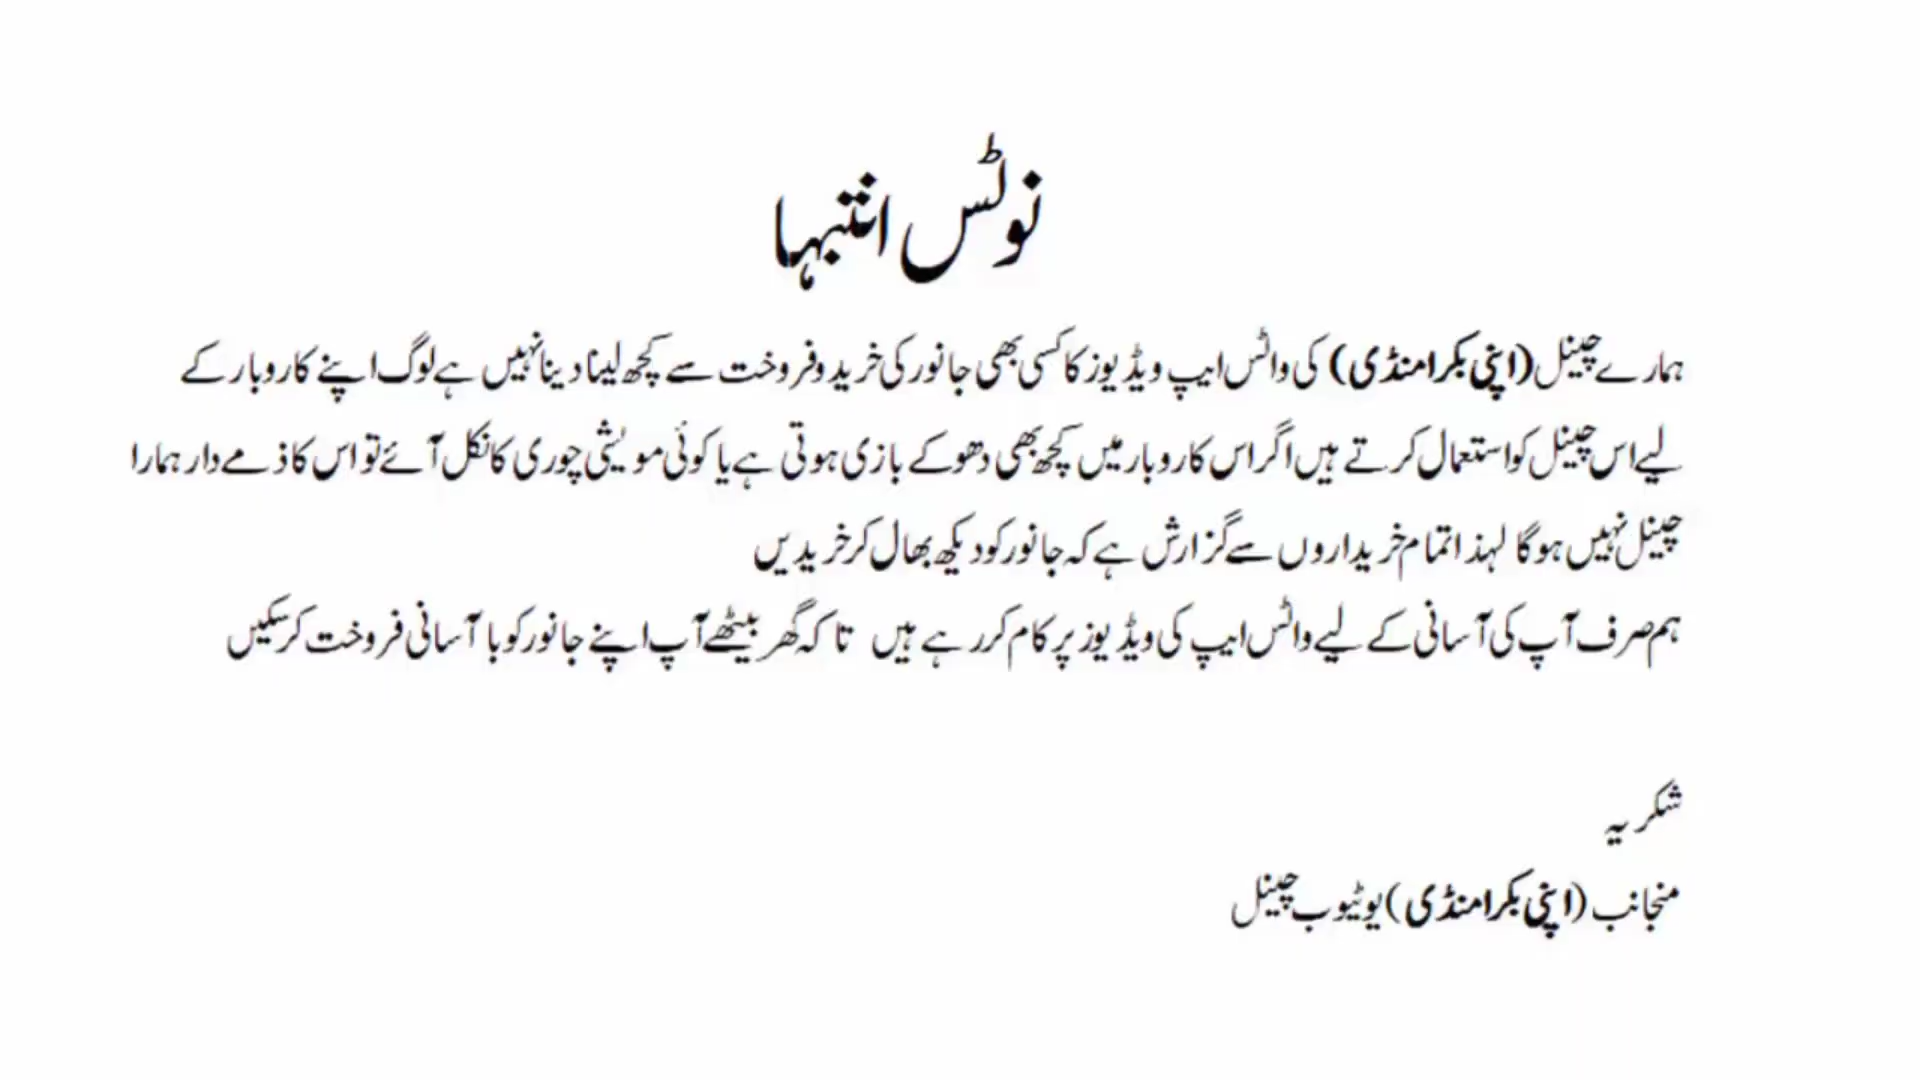 نوٹس انتبہا
ہمارے چینل (اپنی بکرا منڈی) کی واٹس ایپ ویڈیوز کا کسی بھی جانور کی خرید و فروخت سے کچھ لینا دینا نہیں ہے لوگ اپنے کاروبار کے
لیے اس چینل کو استعمال کرتے ہیں اگر اس کاروبار میں کچھ بھی دھوکے بازی ہوتی ہے یا کوئی مویشی چوری کا نکل آئے تو اس کا ذمے دار ہمارا
چینل نہیں ہو گا لہذا تمام خریداروں سے گزارش ہے کہ جانور کو دیکھ بھال کر خریدیں
ہم صرف آپ کی آسانی کے لیے واٹس ایپ کی ویڈیوز پر کام کر رہے ہیں تا کہ گھر بیٹھے آپ اپنے جانور کو با آسانی فروخت کر سکیں
شکریہ
منجانب (اپنی بکرا منڈی) یوٹیوب چینل